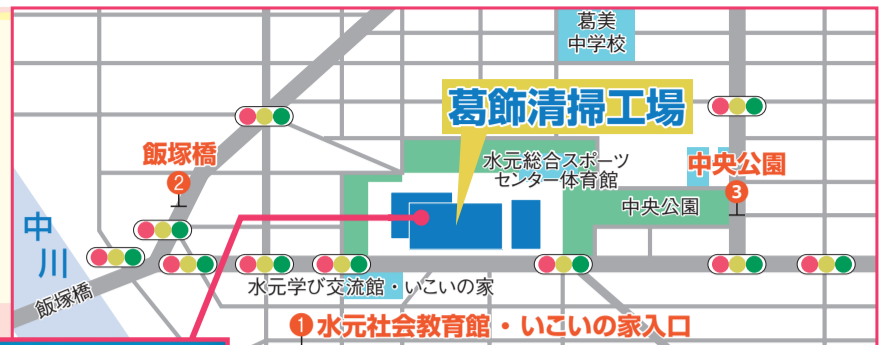 葛美
中学校
葛飾清掃工場
飯塚橋
2
水元総合スポーツ
センター体育館
中央公園
3
中央公園
中
川
飯塚橋
水元学び交流館・いこいの家
1 水元社会教育館・いこいの家入口